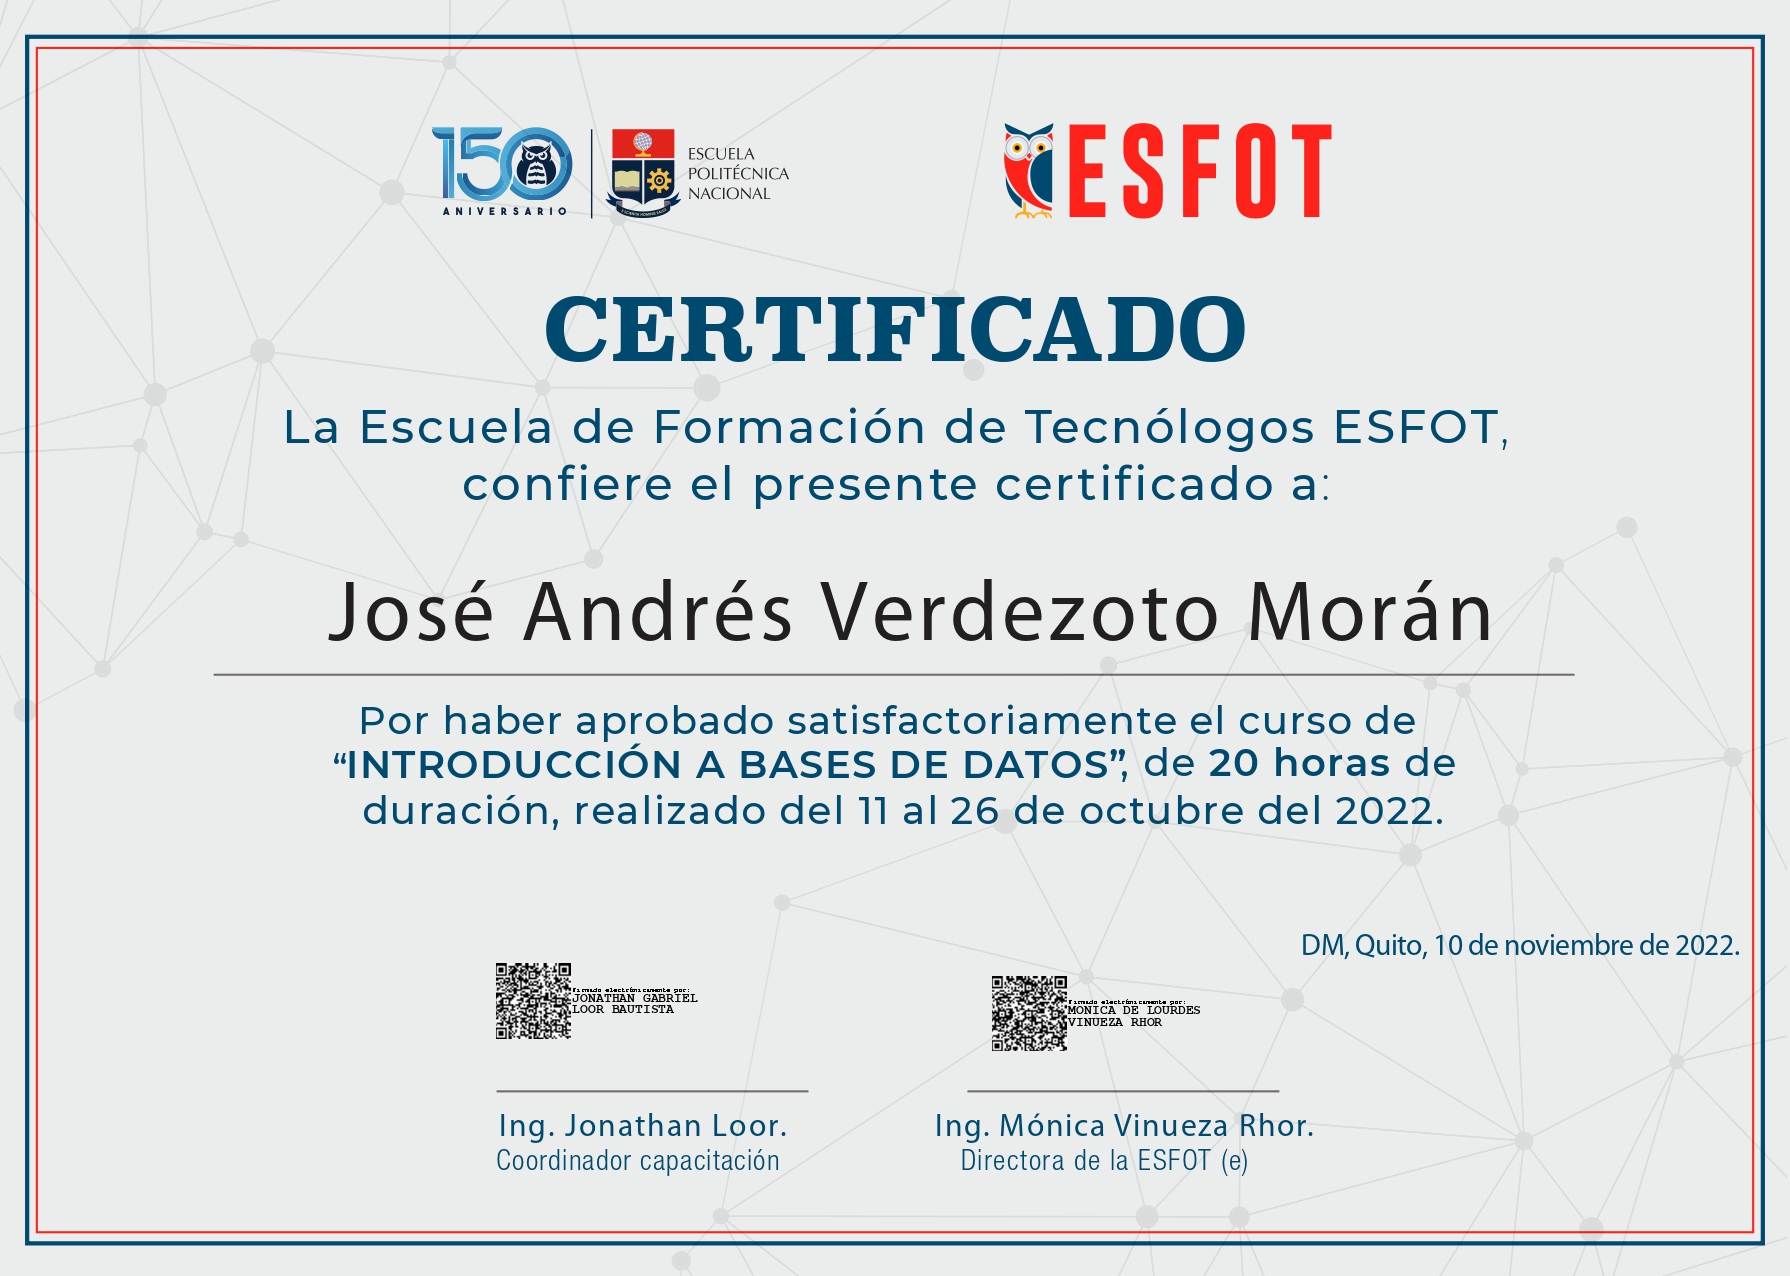 150
ANIVERSARIO
ESCUELA
POLITÉCNICA
NACIONAL
ESFOT
CERTIFICADO
La Escuela de Formación de Tecnólogos ESFOT,
confiere el presente certificado a:
José Andrés Verdezoto Morán
Por haber aprobado satisfactoriamente el curso de
“INTRODUCCIÓN A BASES DE DATOS”, de 20 horas de
duración, realizado del 11 al 26 de octubre del 2022.
DM, Quito, 10 de noviembre de 2022.
Firmado electrónicamente por:
JONATHAN GABRIEL
LOOR BAUTISTA
Firmado electrónicamente por:
MONICA DE LOURDES
VINUEZA RHOR
Ing. Jonathan Loor.
Coordinador capacitación
Ing. Mónica Vinueza Rhor.
Directora de la ESFOT (e)